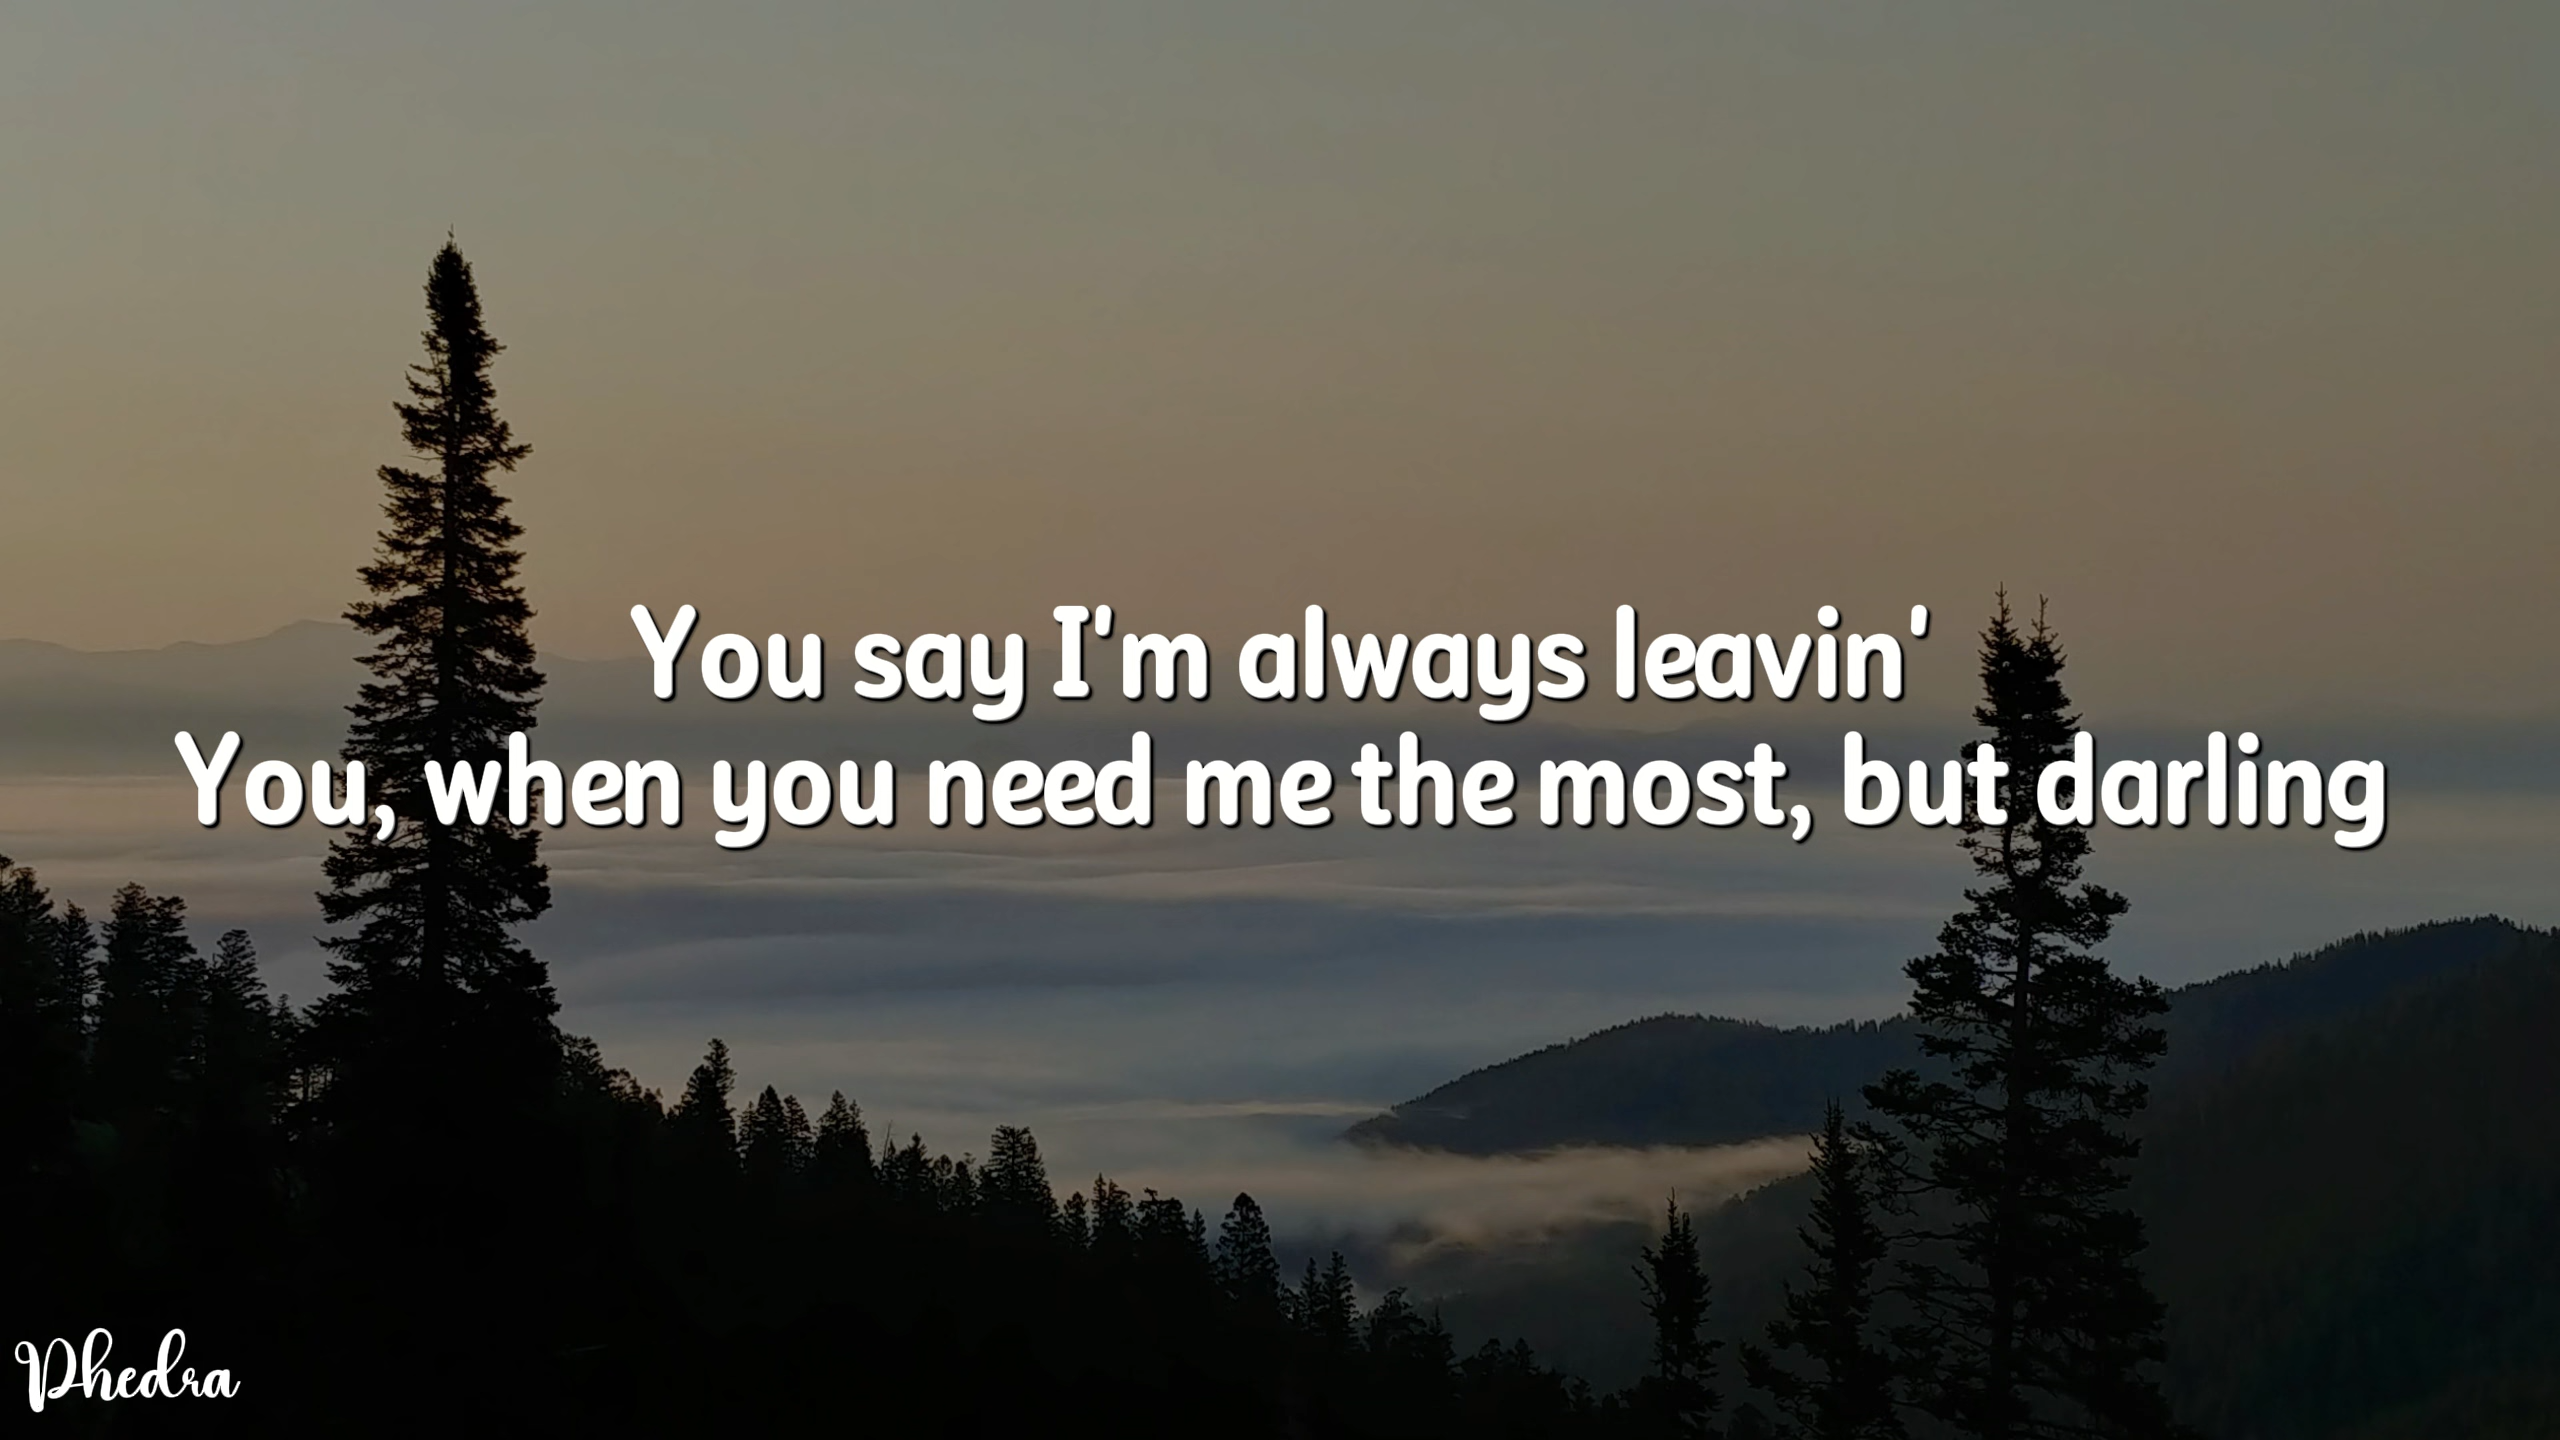 You say I'm always leavin'
You, when you need me the most, but darling
Phedra